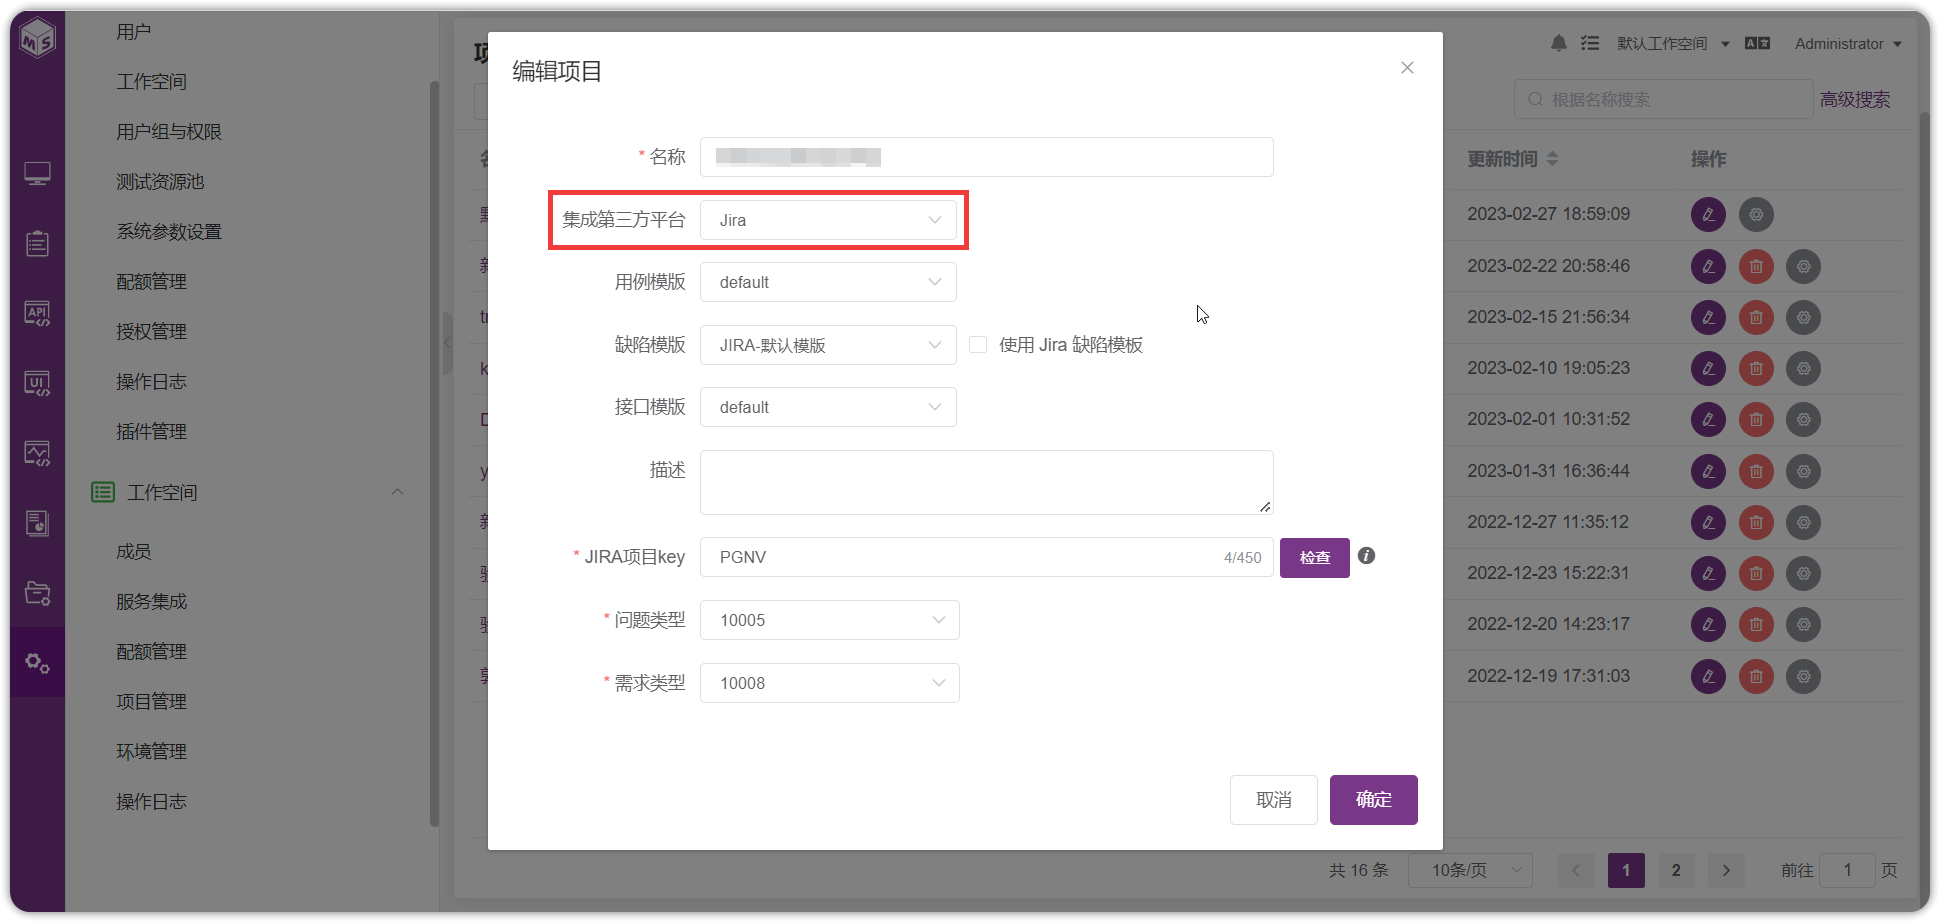 MS
用户
工作空间
用户组与权限
测试资源池
系统参数设置
配额管理
授权管理
操作日志
插件管理
工作空间
成员
服务集成
配额管理
项目管理
环境管理
操作日志
API
UI
默认工作空间
Administrator
根据名称搜索
高级搜索
编辑项目
* 名称
集成第三方平台 Jira
用例模版 default
缺陷模版 JIRA-默认模版 使用 Jira 缺陷模板
接口模版 default
描述
* JIRA项目key PGNV 4/450 检查
* 问题类型 10005
* 需求类型 10008
取消 确定
更新时间 操作
2023-02-27 18:59:09
2023-02-22 20:58:46
2023-02-15 21:56:34
2023-02-10 19:05:23
2023-02-01 10:31:52
2023-01-31 16:36:44
2022-12-27 11:35:12
2022-12-23 15:22:31
2022-12-20 14:23:17
2022-12-19 17:31:03
共 16 条 10条/页 1 2 前往 1 页